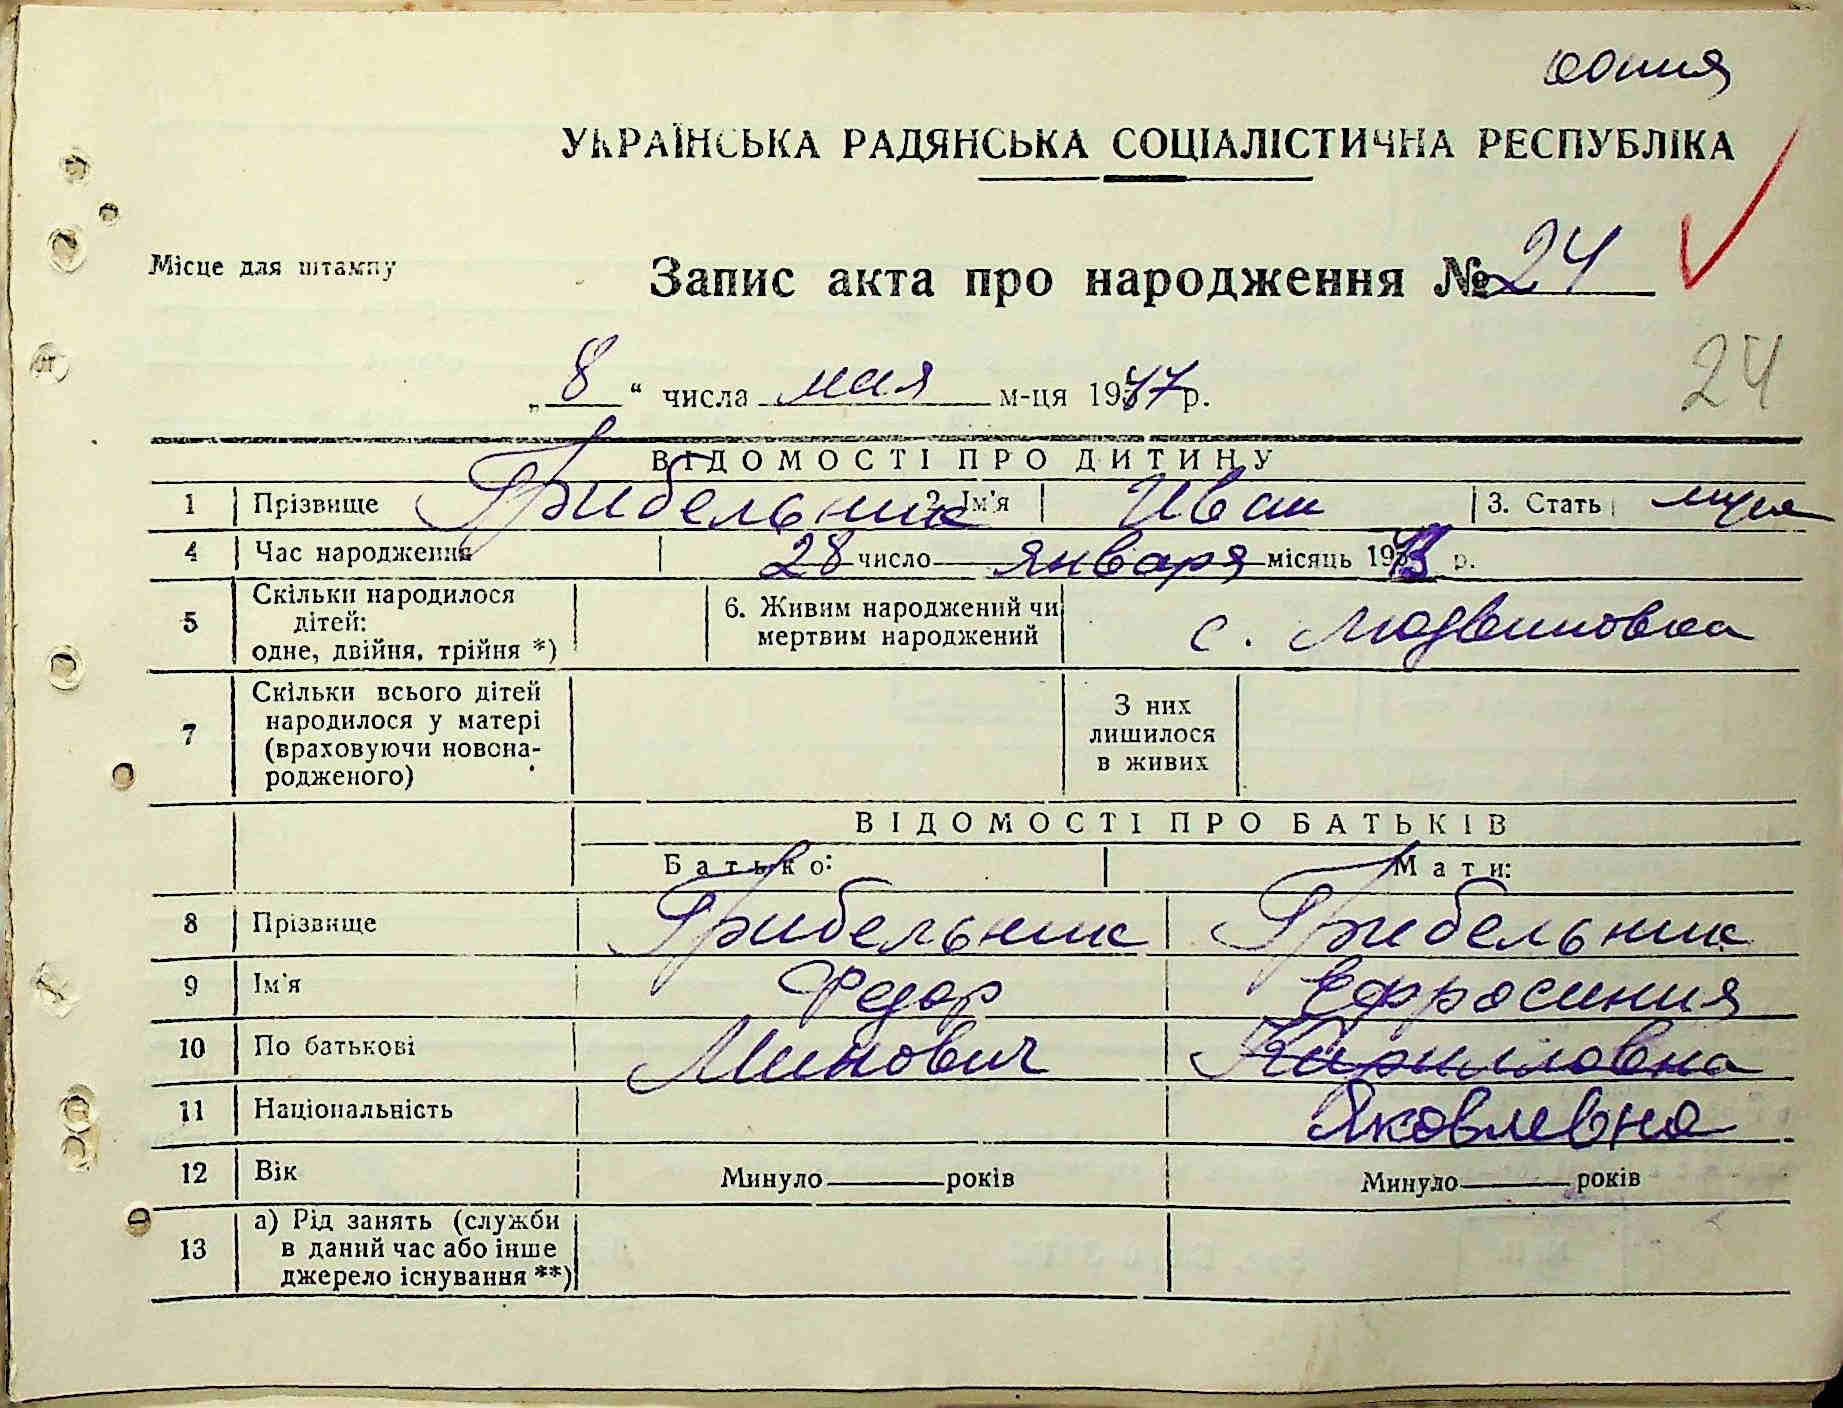 копия
УКРАЇНСЬКА РАДЯНСЬКА СОЦІАЛІСТИЧНА РЕСПУБЛІКА
Місце для штампу
Запис акта про народження № 24
24
„ 8 “ числа мая м-ця 1947 р.
ВІДОМОСТІ ПРО ДИТИНУ
1 Прізвище Грибельник 2. Ім'я Иван 3. Стать муж
4 Час народження 28 число января місяць 19 р.
5 Скільки народилося дітей: одне, двійня, трійня *) 6. Живим народжений чи мертвим народжений с. Людвиновка
7 Скільки всього дітей народилося у матері (враховуючи новонародженого) З них лишилося в живих
ВІДОМОСТІ ПРО БАТЬКІВ
Батько: Мати:
8 Прізвище Грибельник Грибельник
9 Ім'я Федор Ефросиния
10 По батькові Минович Кирилловна
11 Національність Яковлевна
12 Вік Минуло років Минуло років
13 а) Рід занять (служби в даний час або інше джерело існування **)